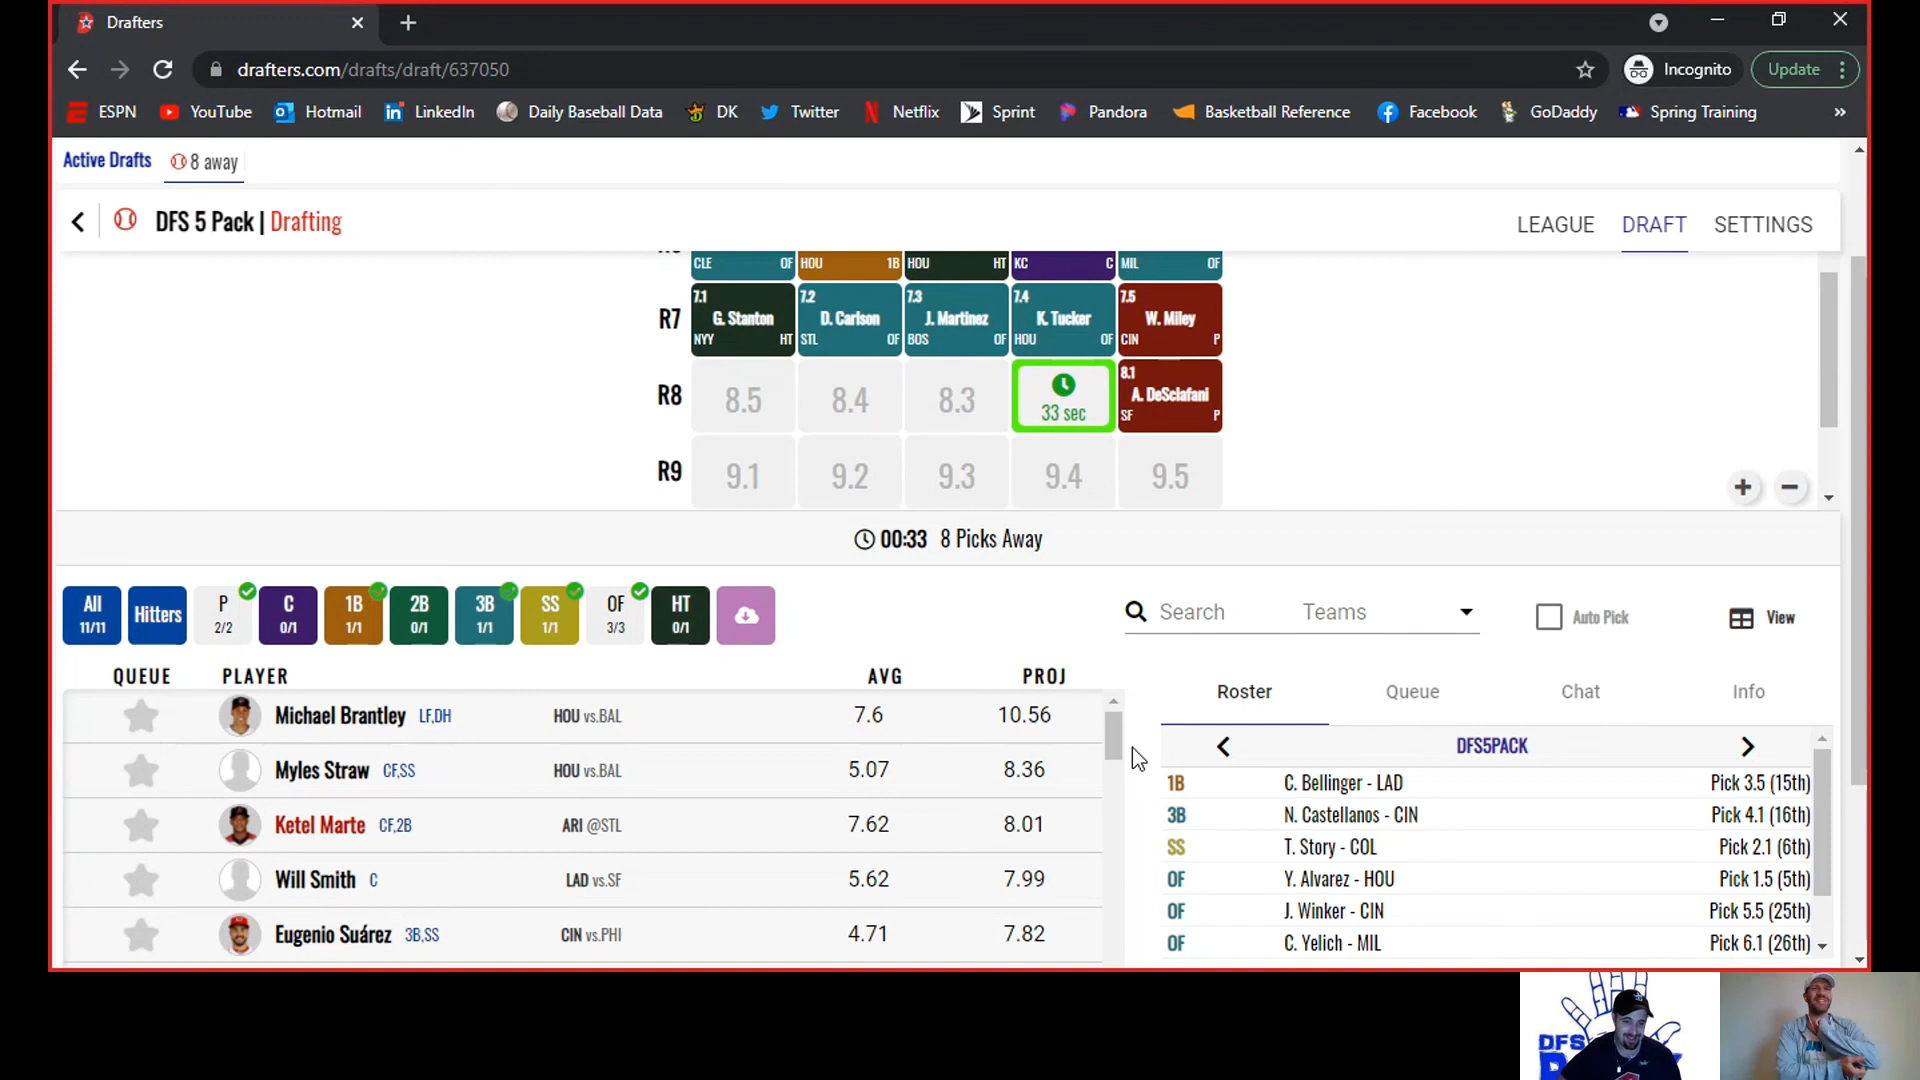 Drafters
drafters.com/drafts/draft/637050
Incognito
Update
ESPN YouTube Hotmail LinkedIn Daily Baseball Data DK Twitter Netflix Sprint Pandora Basketball Reference Facebook GoDaddy Spring Training »
Active Drafts 8 away
DFS 5 Pack | Drafting
LEAGUE DRAFT SETTINGS
CLE OF HOU 1B HOU HT KC C MIL OF
R7
7.1 G. Stanton NYY HT
7.2 D. Carlson STL OF
7.3 J. Martinez BOS OF
7.4 K. Tucker HOU OF
7.5 W. Miley CIN P
R8
8.5 8.4 8.3 33 sec
8.1 A. DeSclafani SF P
R9 9.1 9.2 9.3 9.4 9.5
00:33 8 Picks Away
All 11/11
Hitters
P 2/2
C 0/1
1B 1/1
2B 0/1
3B 1/1
SS 1/1
OF 3/3
HT 0/1
Search Teams
Auto Pick
View
QUEUE PLAYER AVG PROJ
Michael Brantley LF,DH HOU vs.BAL 7.6 10.56
Myles Straw CF,SS HOU vs.BAL 5.07 8.36
Ketel Marte CF,2B ARI @STL 7.62 8.01
Will Smith C LAD vs.SF 5.62 7.99
Eugenio Suárez 3B,SS CIN vs.PHI 4.71 7.82
Roster Queue Chat Info
DFS5PACK
1B C. Bellinger - LAD Pick 3.5 (15th)
3B N. Castellanos - CIN Pick 4.1 (16th)
SS T. Story - COL Pick 2.1 (6th)
OF Y. Alvarez - HOU Pick 1.5 (5th)
OF J. Winker - CIN Pick 5.5 (25th)
OF C. Yelich - MIL Pick 6.1 (26th)
DFS